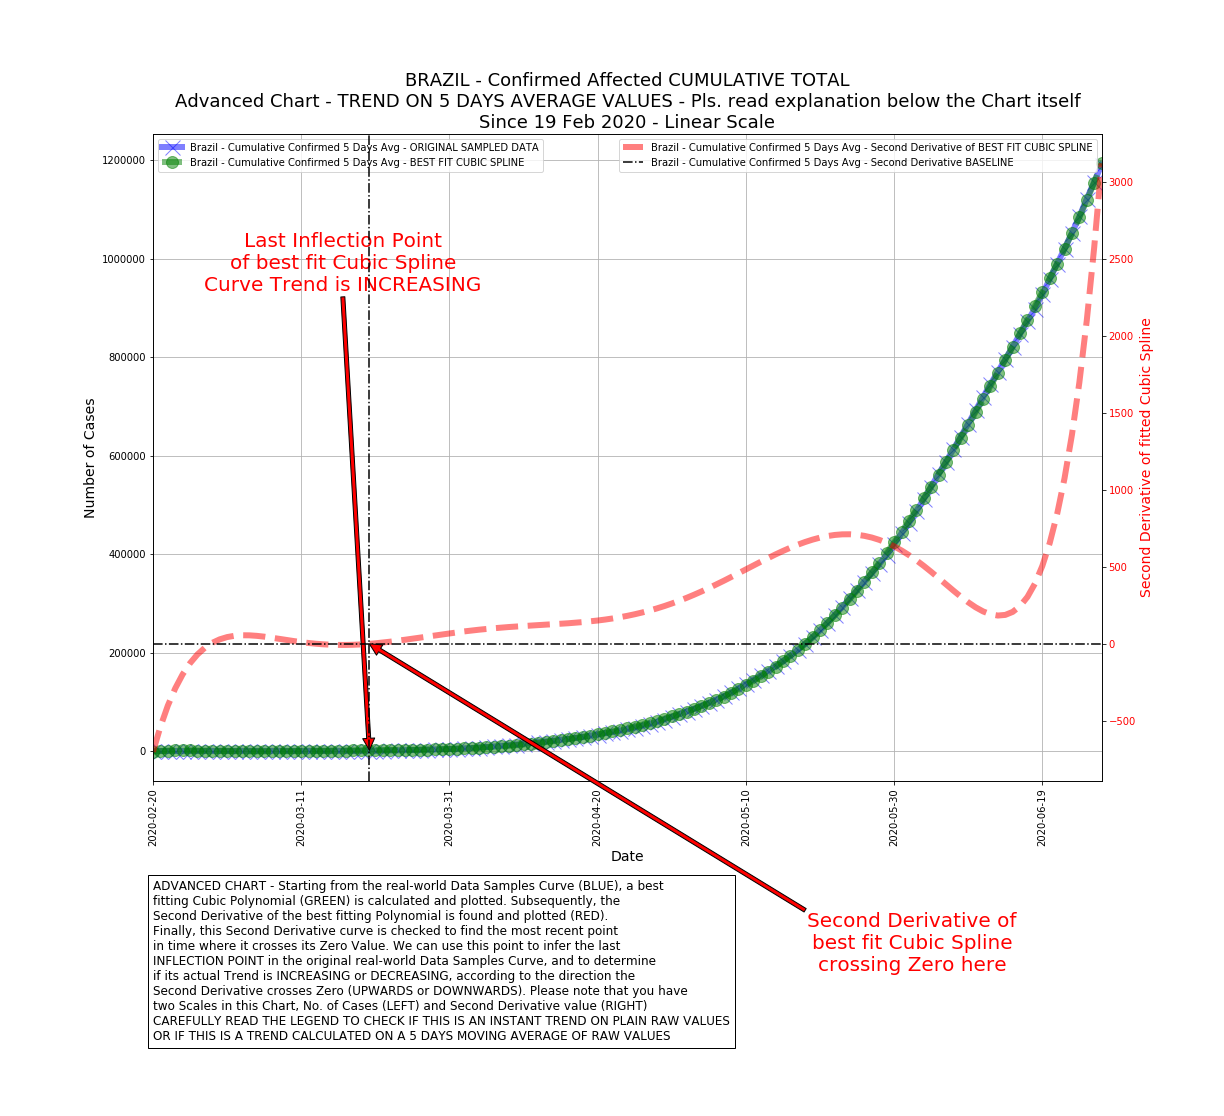 BRAZIL - Confirmed Affected CUMULATIVE TOTAL
Advanced Chart - TREND ON 5 DAYS AVERAGE VALUES - Pls. read explanation below the Chart itself
Since 19 Feb 2020 - Linear Scale
Brazil - Cumulative Confirmed 5 Days Avg - ORIGINAL SAMPLED DATA
Brazil - Cumulative Confirmed 5 Days Avg - BEST FIT CUBIC SPLINE
Brazil - Cumulative Confirmed 5 Days Avg - Second Derivative of BEST FIT CUBIC SPLINE
Brazil - Cumulative Confirmed 5 Days Avg - Second Derivative BASELINE
Last Inflection Point
of best fit Cubic Spline
Curve Trend is INCREASING
Number of Cases
1200000
1000000
800000
600000
400000
200000
0
Second Derivative of fitted Cubic Spline
3000
2500
2000
1500
1000
500
0
−500
2020-02-20
2020-03-11
2020-03-31
2020-04-20
2020-05-10
2020-05-30
2020-06-19
Date
Second Derivative of
best fit Cubic Spline
crossing Zero here
ADVANCED CHART - Starting from the real-world Data Samples Curve (BLUE), a best
fitting Cubic Polynomial (GREEN) is calculated and plotted. Subsequently, the
Second Derivative of the best fitting Polynomial is found and plotted (RED).
Finally, this Second Derivative curve is checked to find the most recent point
in time where it crosses its Zero Value. We can use this point to infer the last
INFLECTION POINT in the original real-world Data Samples Curve, and to determine
if its actual Trend is INCREASING or DECREASING, according to the direction the
Second Derivative crosses Zero (UPWARDS or DOWNWARDS). Please note that you have
two Scales in this Chart, No. of Cases (LEFT) and Second Derivative value (RIGHT)
CAREFULLY READ THE LEGEND TO CHECK IF THIS IS AN INSTANT TREND ON PLAIN RAW VALUES
OR IF THIS IS A TREND CALCULATED ON A 5 DAYS MOVING AVERAGE OF RAW VALUES